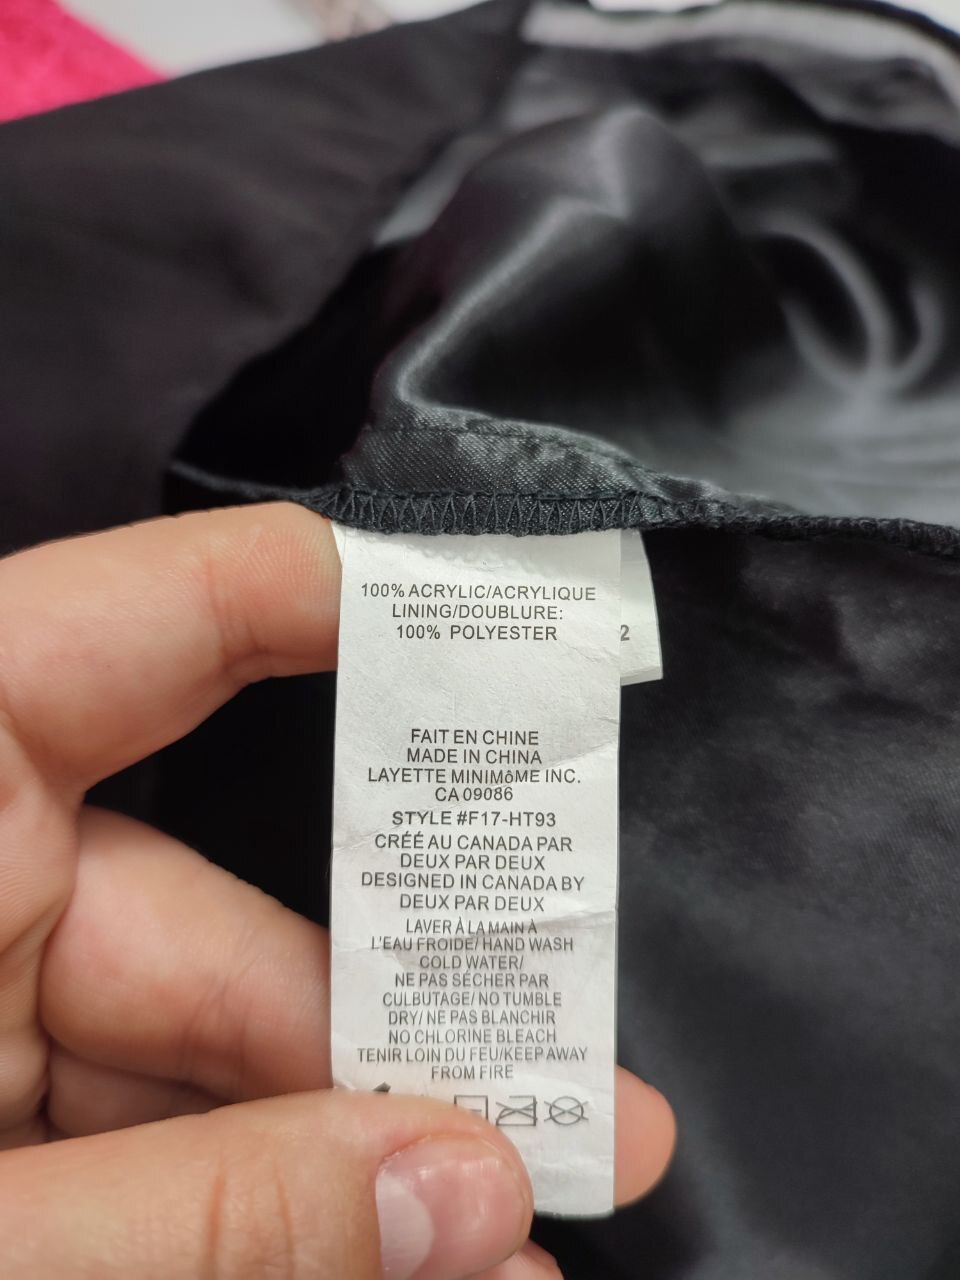 100% ACRYLIC/ACRYLIQUE
LINING/DOUBLURE:
100% POLYESTER
2
FAIT EN CHINE
MADE IN CHINA
LAYETTE MINIMôME INC.
CA 09086
STYLE #F17-HT93
CRÉÉ AU CANADA PAR
DEUX PAR DEUX
DESIGNED IN CANADA BY
DEUX PAR DEUX
LAVER À LA MAIN À
L'EAU FROIDE/ HAND WASH
COLD WATER/
NE PAS SÉCHER PAR
CULBUTAGE/ NO TUMBLE
DRY/ NE PAS BLANCHIR
NO CHLORINE BLEACH
TENIR LOIN DU FEU/KEEP AWAY
FROM FIRE